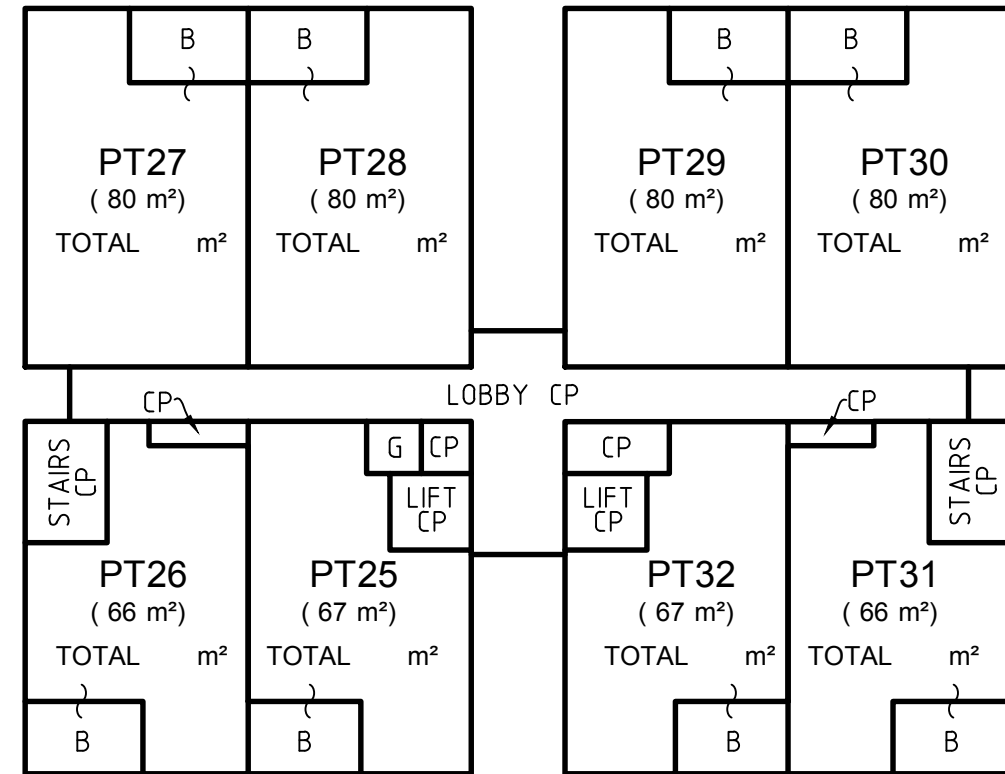 B
B
B
B
PT27
( 80 m²)
TOTAL m²
PT28
( 80 m²)
TOTAL m²
PT29
( 80 m²)
TOTAL m²
PT30
( 80 m²)
TOTAL m²
LOBBY CP
CP
CP
STAIRS
CP
G
CP
LIFT
CP
CP
LIFT
CP
STAIRS
CP
PT26
( 66 m²)
TOTAL m²
PT25
( 67 m²)
TOTAL m²
PT32
( 67 m²)
TOTAL m²
PT31
( 66 m²)
TOTAL m²
B
B
B
B